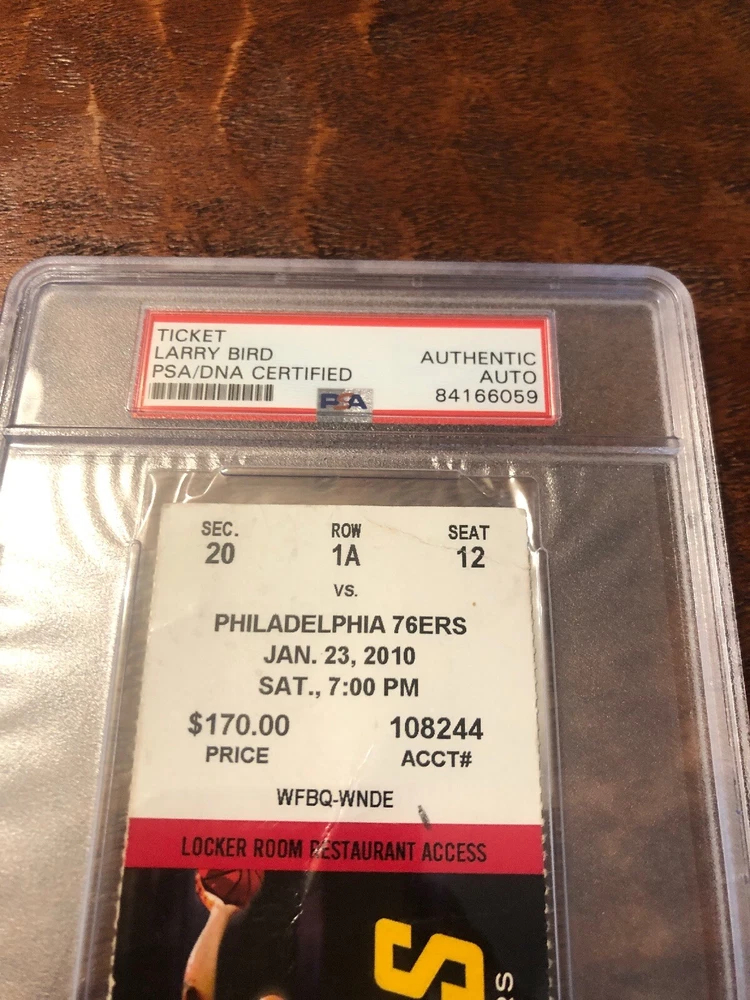 TICKET
LARRY BIRD
PSA/DNA CERTIFIED
AUTHENTIC
AUTO
84166059
PSA
SEC. ROW SEAT
20 1A 12
VS.
PHILADELPHIA 76ERS
JAN. 23, 2010
SAT., 7:00 PM
$170.00 108244
PRICE ACCT#
WFBQ-WNDE
LOCKER ROOM RESTAURANT ACCESS
S
RS